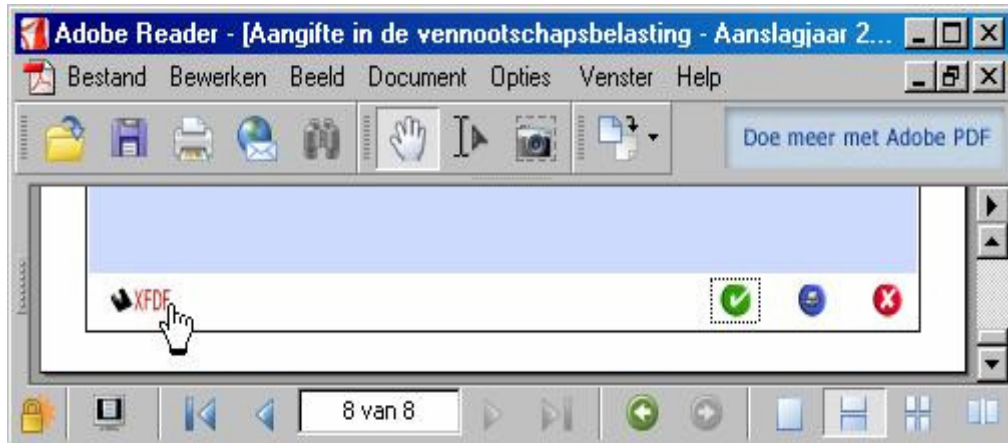 Adobe Reader - [Aangifte in de vennootschapsbelasting - Aanslagjaar 2...
Bestand Bewerken Beeld Document Opties Venster Help
Doe meer met Adobe PDF
XFDF
8 van 8